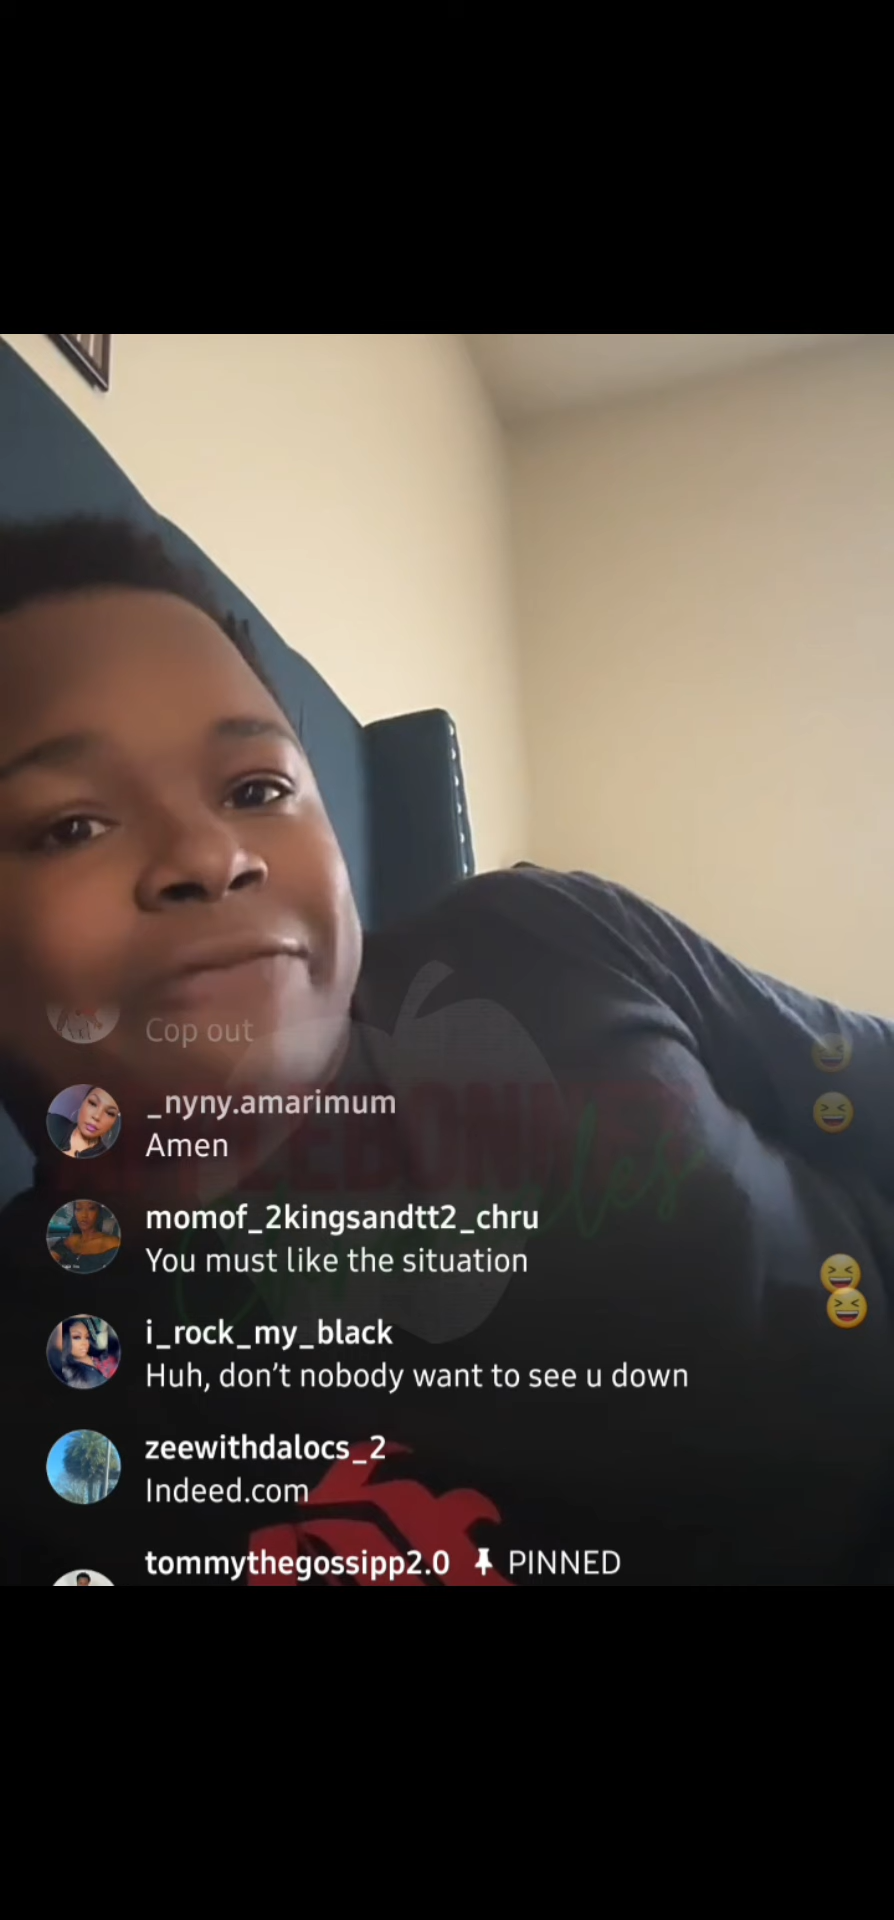 Cop out
_nyny.amarimum
Amen
momof_2kingsandtt2_chru
You must like the situation
i_rock_my_black
Huh, don’t nobody want to see u down
zeewithdalocs_2
Indeed.com
tommythegossipp2.0 PINNED